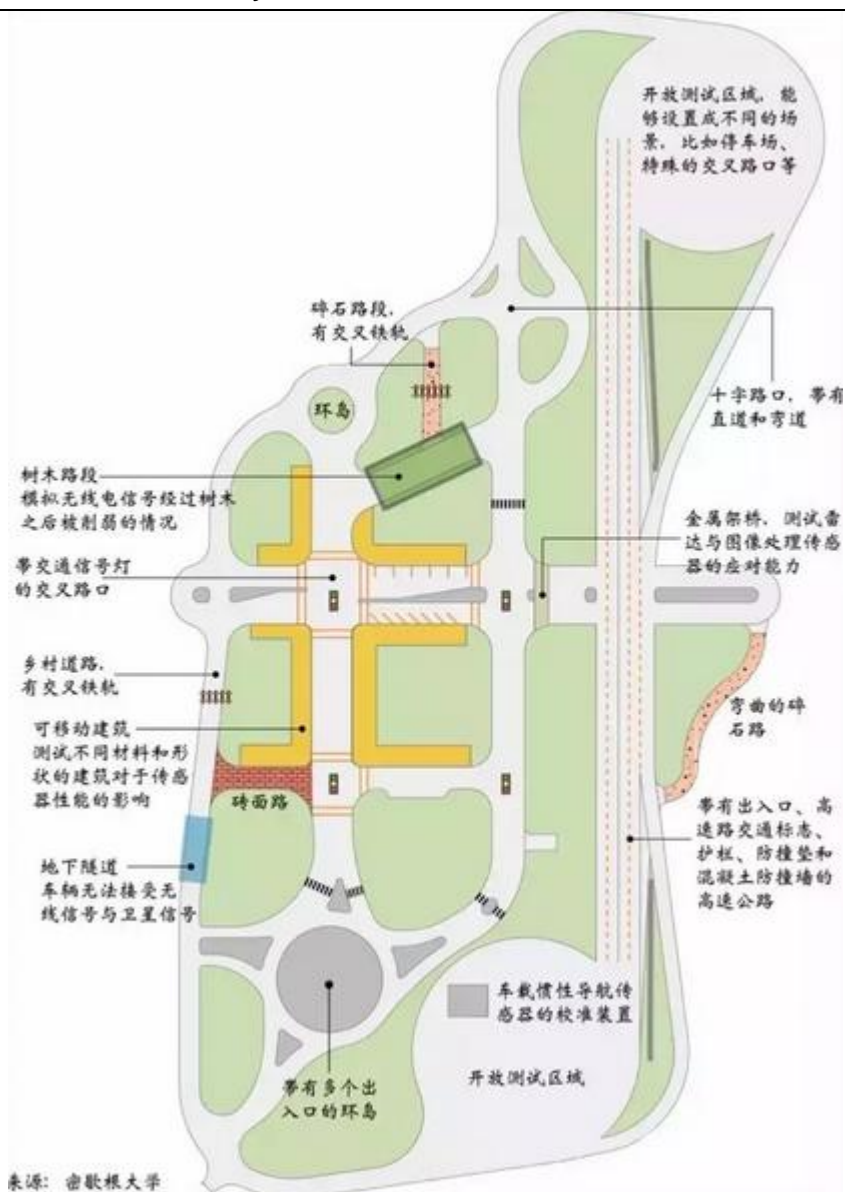 开放测试区域，能
够设置成不同的场
景，比如停车场、
特殊的交叉路口等
碎石路段，
有交叉铁轨
环岛
十字路口，带有
直道和弯道
树木路段
模拟无线电信号经过树木
之后被削弱的情况
金属架桥，测试雷
达与图像处理传感
器的应对能力
带交通信号灯
的交叉路口
乡村道路，
有交叉铁轨
弯曲的碎
石路
可移动建筑
测试不同材料和形
状的建筑对于传感
器性能的影响
砖面路
带有出入口、高
速路交通标志、
护栏、防撞垫和
混凝土防撞墙的
高速公路
地下隧道
车辆无法接受无
线信号与卫星信号
车载惯性导航传
感器的校准装置
开放测试区域
带有多个出
入口的环岛
来源：密歇根大学